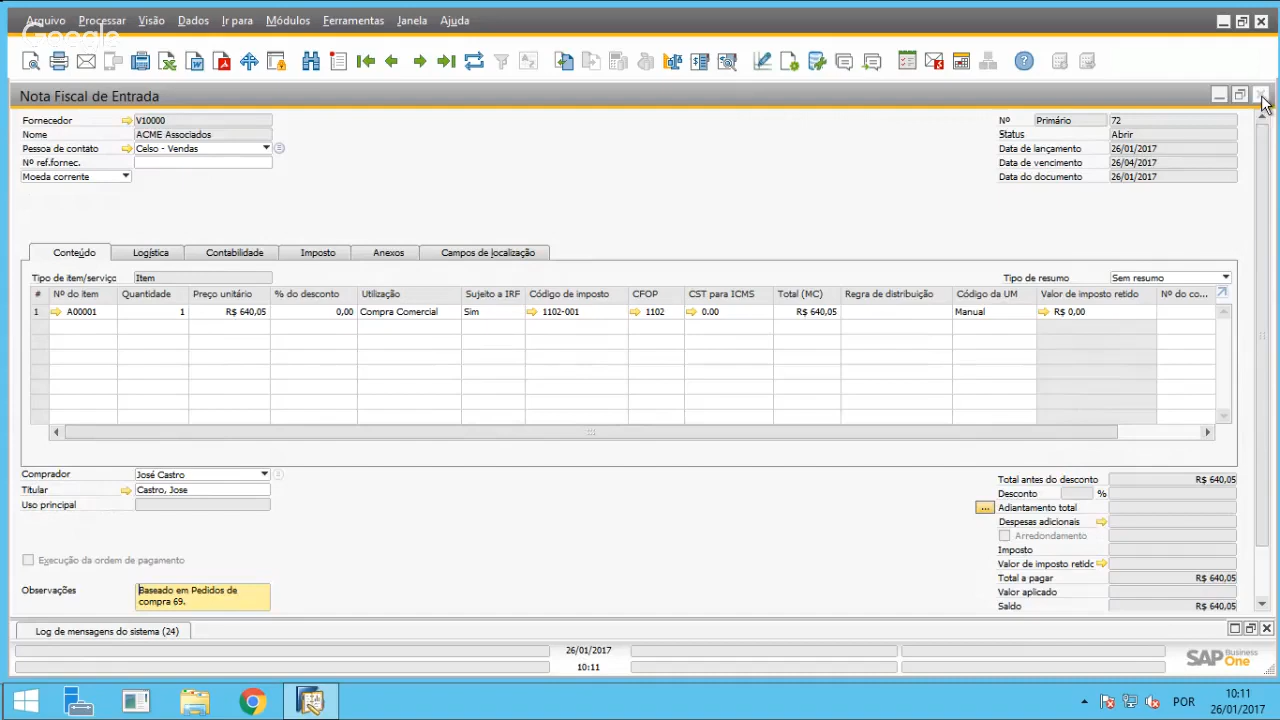 Arquivo Processar Visão Dados Ir para Módulos Ferramentas Janela Ajuda
Google
Nota Fiscal de Entrada
Fornecedor V10000 Nº Primário 72
Nome ACME Associados Status Abrir
Pessoa de contato Celso - Vendas Data de lançamento 26/01/2017
Nº ref.fornec. Data de vencimento 26/04/2017
Moeda corrente Data do documento 26/01/2017
Conteúdo Logística Contabilidade Imposto Anexos Campos de localização
Tipo de item/serviço Item Tipo de resumo Sem resumo
# Nº do item Quantidade Preço unitário % do desconto Utilização Sujeito a IRF Código de imposto CFOP CST para ICMS Total (MC) Regra de distribuição Código da UM Valor de imposto retido Nº do co...
1 A00001 1 R$ 640,05 0,00 Compra Comercial Sim 1102-001 1102 0.00 R$ 640,05 Manual R$ 0,00
Comprador José Castro Total antes do desconto R$ 640,05
Titular Castro, Jose Desconto %
Uso principal ... Adiantamento total
Despesas adicionais
Arredondamento
Imposto
Execução da ordem de pagamento Valor de imposto retidc
Total a pagar R$ 640,05
Observações Baseado em Pedidos de Valor aplicado
compra 69. Saldo R$ 640,05
Log de mensagens do sistema (24)
26/01/2017
10:11
SAP Business One
POR 10:11
26/01/2017